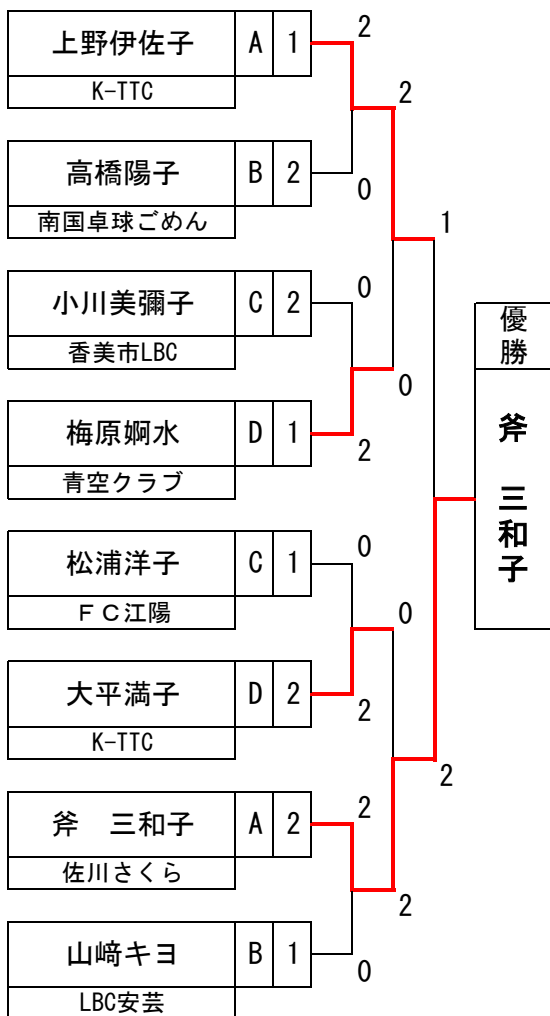 上野伊佐子 A 1
K-TTC
2
2
高橋陽子 B 2
南国卓球ごめん
0
1
小川美彌子 C 2
香美市LBC
0
0
梅原婀水 D 1
青空クラブ
2
優勝
斧 三和子
松浦洋子 C 1
ＦＣ江陽
0
0
大平満子 D 2
K-TTC
2
2
斧　三和子 A 2
佐川さくら
2
2
山﨑キヨ B 1
LBC安芸
0